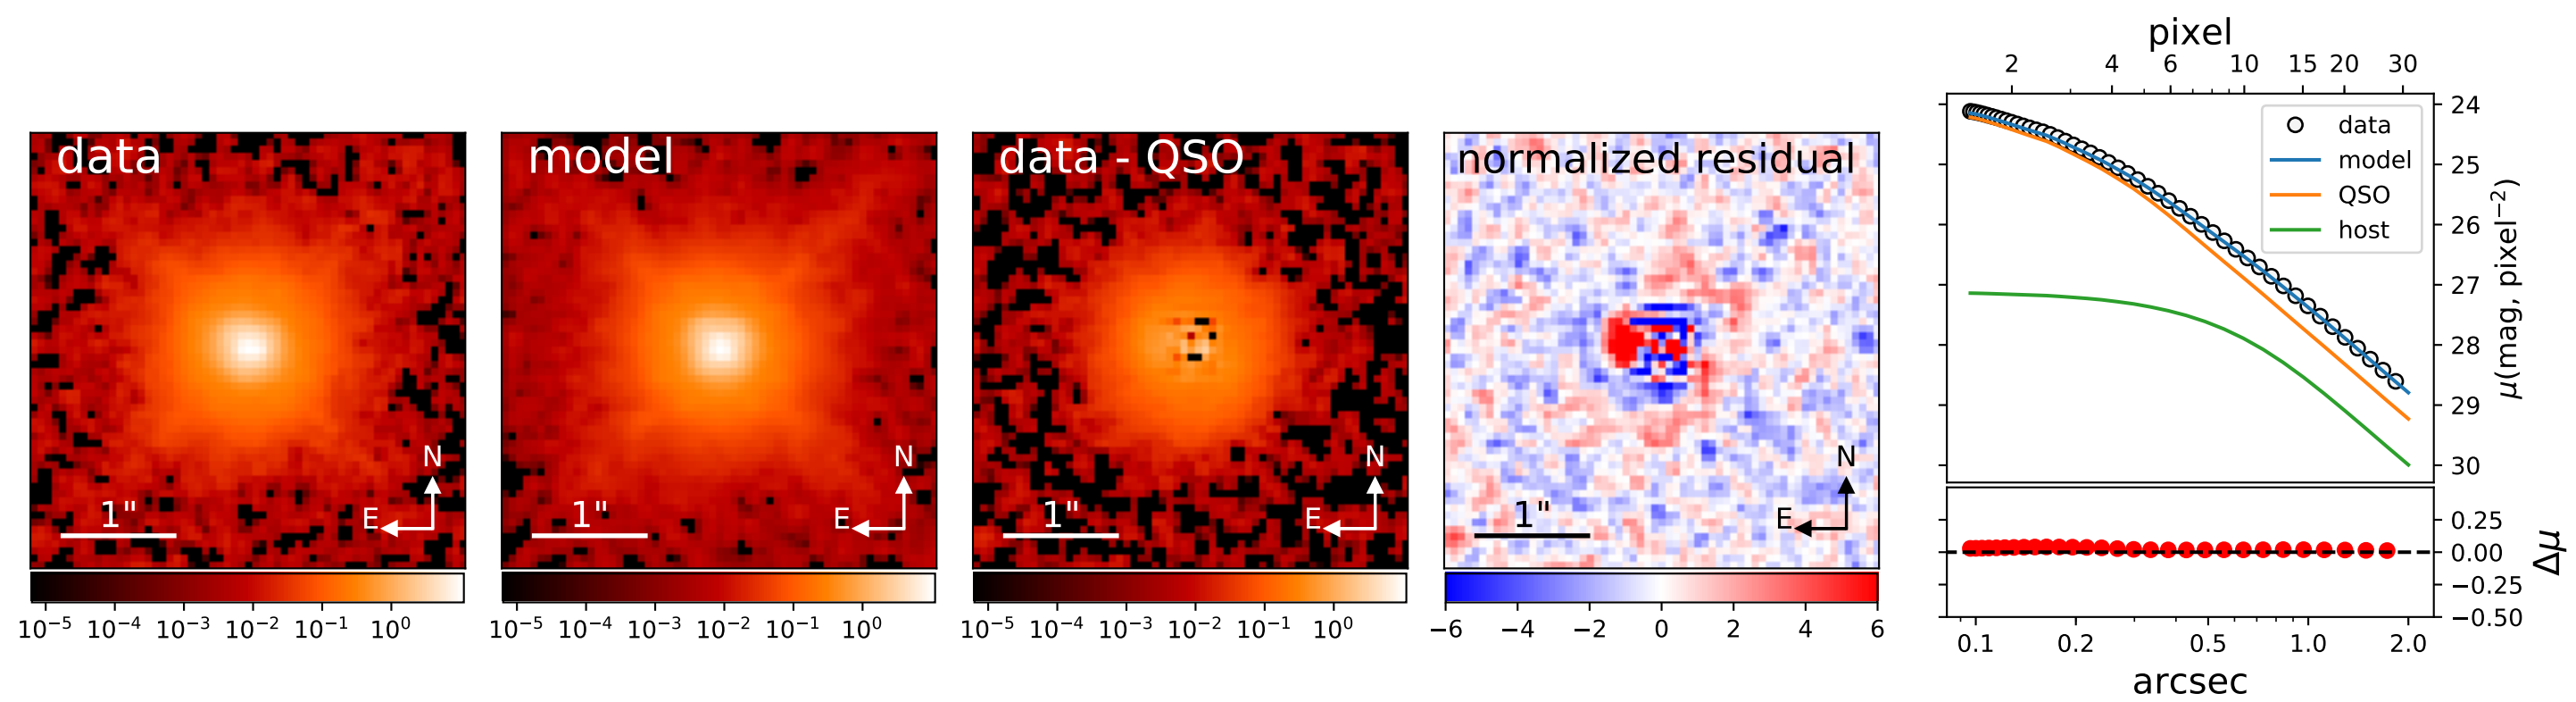 data
N
E
1"
10⁻⁵ 10⁻⁴ 10⁻³ 10⁻² 10⁻¹ 10⁰
model
N
E
1"
10⁻⁵ 10⁻⁴ 10⁻³ 10⁻² 10⁻¹ 10⁰
data - QSO
N
E
1"
10⁻⁵ 10⁻⁴ 10⁻³ 10⁻² 10⁻¹ 10⁰
normalized residual
N
E
1"
−6 −4 −2 0 2 4 6
pixel
2 4 6 10 15 20 30
data
model
QSO
host
24
25
26
27
28
29
30
μ(mag, pixel⁻²)
0.25
0.00
−0.25
−0.50
Δμ
0.1 0.2 0.5 1.0 2.0
arcsec